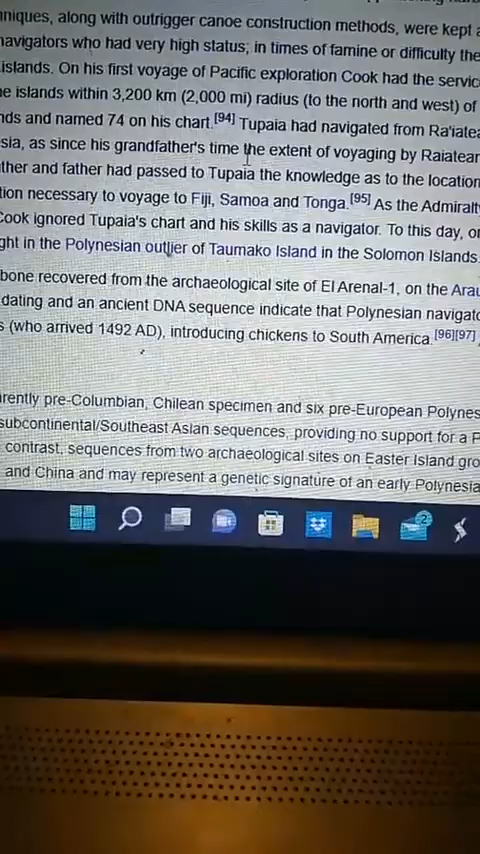 niques, along with outrigger canoe construction methods, were kept
navigators who had very high status; in times of famine or difficulty the
islands. On his first voyage of Pacific exploration Cook had the servic
e islands within 3,200 km (2,000 mi) radius (to the north and west) of
nds and named 74 on his chart.[94] Tupaia had navigated from Ra'iatea
sia, as since his grandfather's time the extent of voyaging by Raiatean
ther and father had passed to Tupaia the knowledge as to the location
tion necessary to voyage to Fiji, Samoa and Tonga.[95] As the Admiralt
Cook ignored Tupaia's chart and his skills as a navigator. To this day, o
ght in the Polynesian outlier of Taumako Island in the Solomon Islands.
bone recovered from the archaeological site of El Arenal-1, on the Arau
dating and an ancient DNA sequence indicate that Polynesian navigato
s (who arrived 1492 AD), introducing chickens to South America.[96][97]
rently pre-Columbian, Chilean specimen and six pre-European Polynes
subcontinental/Southeast Asian sequences, providing no support for a P
contrast, sequences from two archaeological sites on Easter Island gro
and China and may represent a genetic signature of an early Polynesia
2